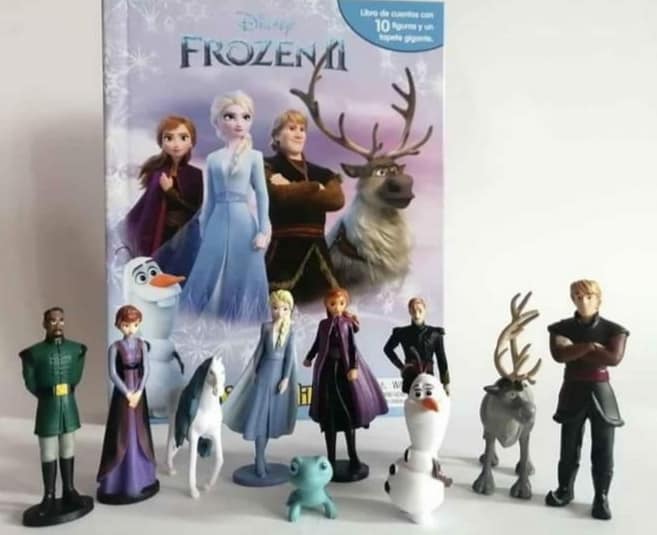 Disney
FROZEN II
Libro de cuentos con
10 figuras y un
tapete gigante.